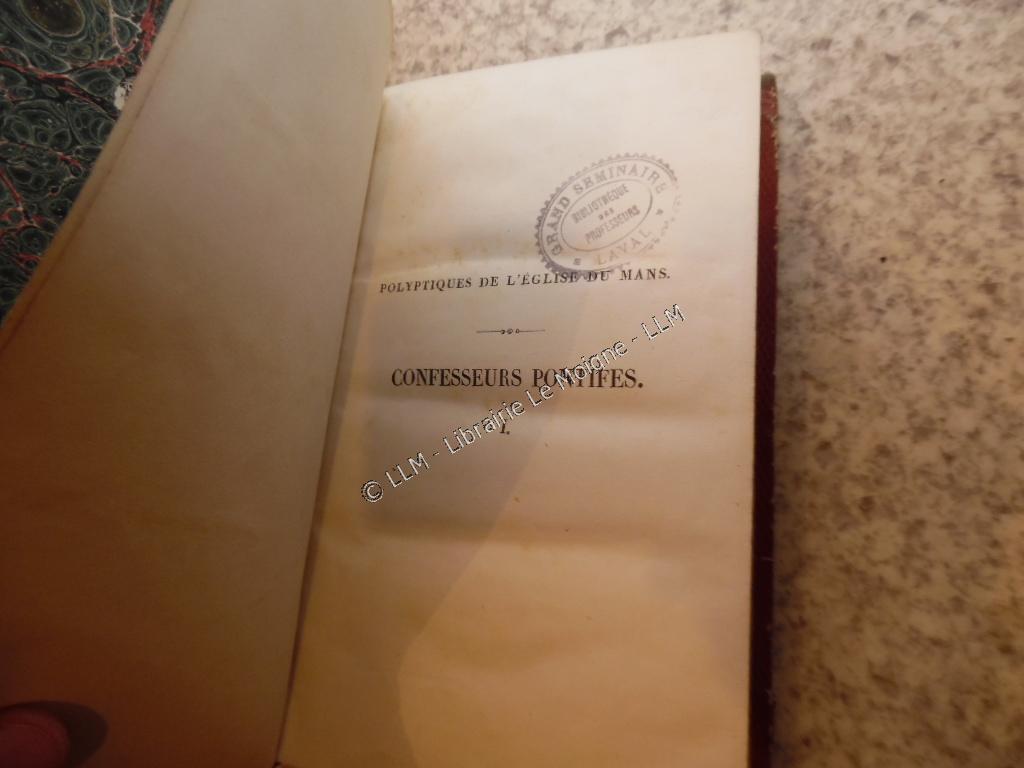 GRAND SEMINAIRE
BIBLIOTHÈQUE
DES
PROFESSEURS
* LAVAL *
POLYPTIQUES DE L'ÉGLISE DU MANS.
CONFESSEURS PONTIFES.
I.
© LLM - Librairie Le Moigne - LLM